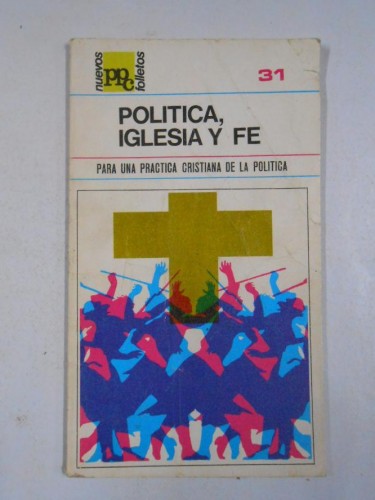 nuevos
ppc
folletos
31
POLITICA,
IGLESIA Y FE
PARA UNA PRACTICA CRISTIANA DE LA POLITICA